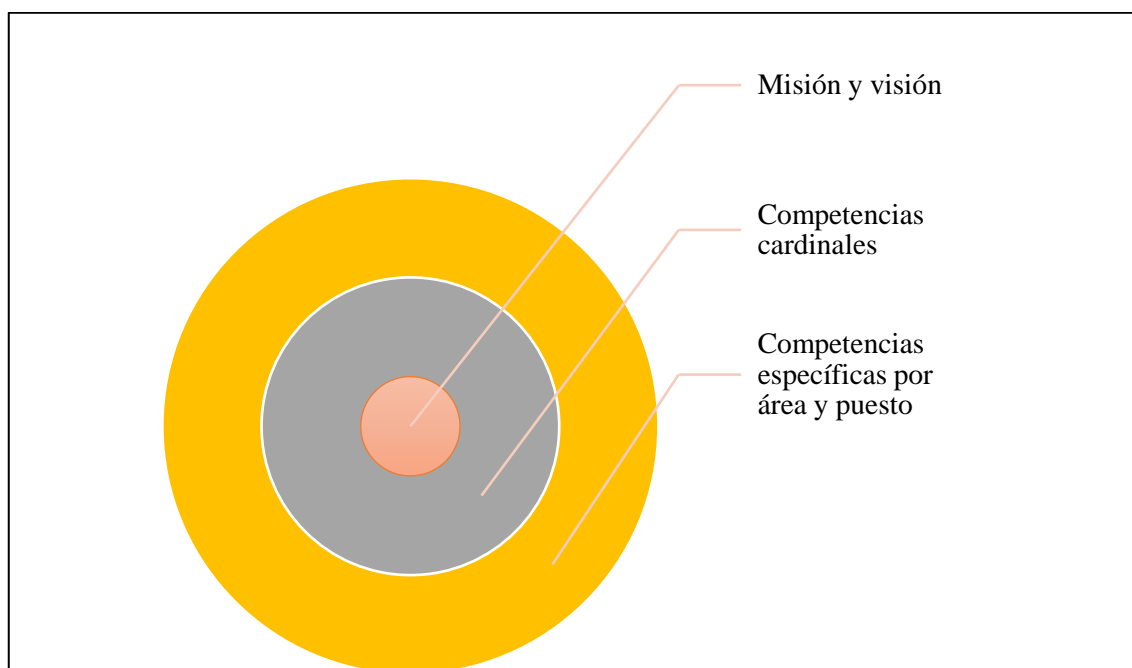 Misión y visión
Competencias
cardinales
Competencias
específicas por
área y puesto